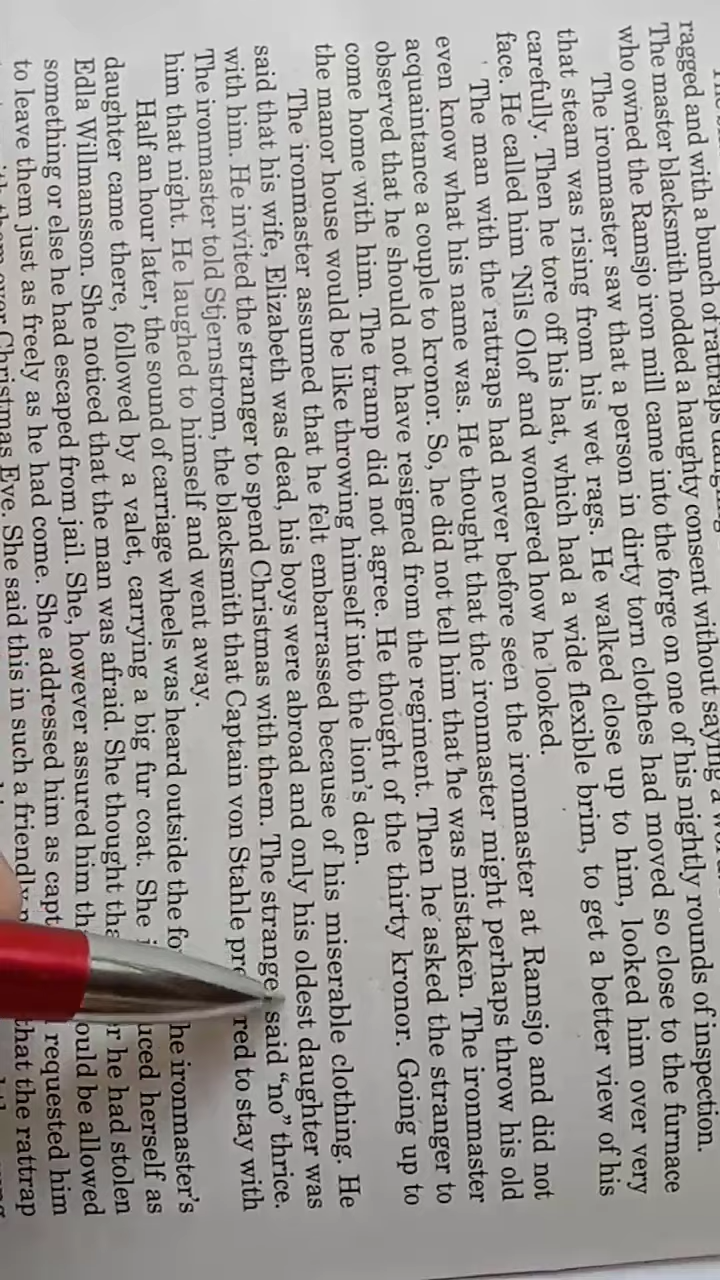 ragged and with a bunch of rattraps
The master blacksmith nodded a haughty consent without saying a
who owned the Ramsjo iron mill came into the forge on one of his nightly rounds of inspection.
The ironmaster saw that a person in dirty torn clothes had moved so close to the furnace
that steam was rising from his wet rags. He walked close up to him, looked him over very
carefully. Then he tore off his hat, which had a wide flexible brim, to get a better view of his
face. He called him 'Nils Olof' and wondered how he looked.
The man with the rattraps had never before seen the ironmaster at Ramsjo and did not
even know what his name was. He thought that the ironmaster might perhaps throw his old
acquaintance a couple to kronor. So, he did not tell him that he was mistaken. The ironmaster
observed that he should not have resigned from the regiment. Then he asked the stranger to
come home with him. The tramp did not agree. He thought of the thirty kronor. Going up to
the manor house would be like throwing himself into the lion's den.
The ironmaster assumed that he felt embarrassed because of his miserable clothing. He
said that his wife, Elizabeth was dead, his boys were abroad and only his oldest daughter was
with him. He invited the stranger to spend Christmas with them. The strange said "no" thrice.
The ironmaster told Stjernstrom, the blacksmith that Captain von Stahle pre red to stay with
him that night. He laughed to himself and went away.
Half an hour later, the sound of carriage wheels was heard outside the fo he ironmaster's
daughter came there, followed by a valet, carrying a big fur coat. She uced herself as
Edla Willmansson. She noticed that the man was afraid. She thought tha r he had stolen
something or else he had escaped from jail. She, however assured him th ould be allowed
to leave them just as freely as he had come. She addressed him as capt requested him
over Christmas Eve. She said this in such a friendly that the rattrap